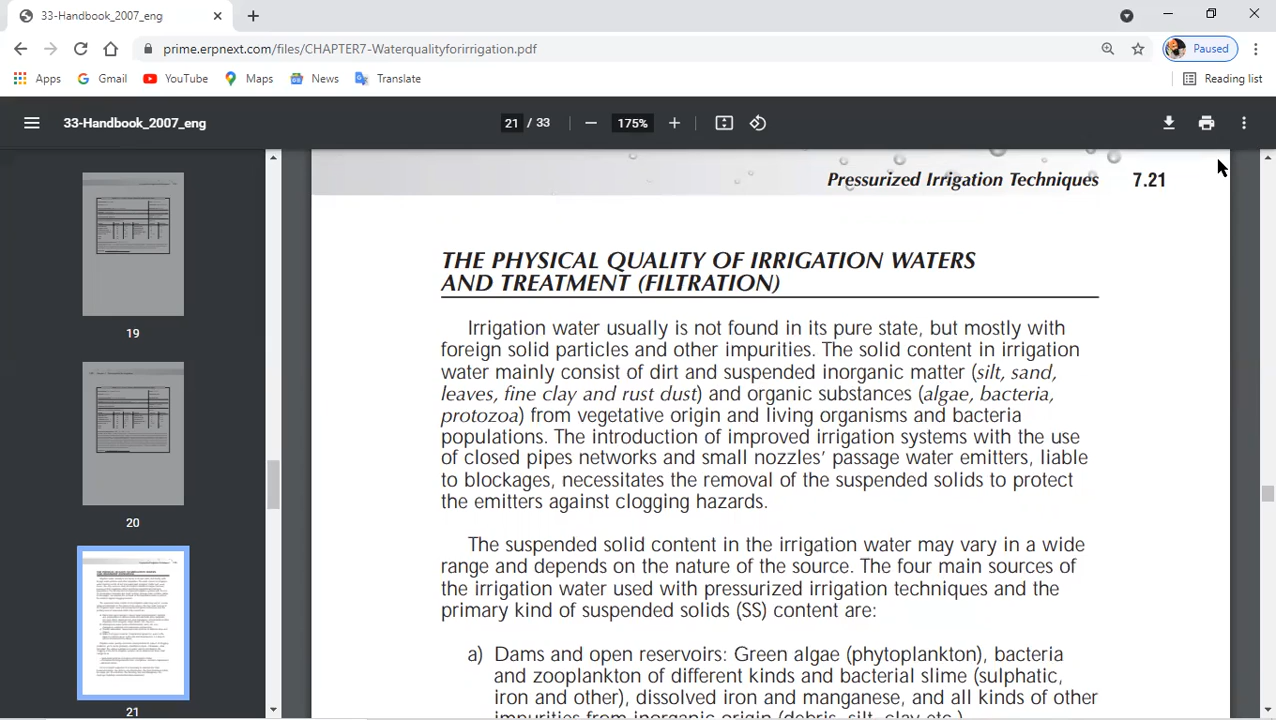 33-Handbook_2007_eng
prime.erpnext.com/files/CHAPTER7-Waterqualityforirrigation.pdf
Paused
Apps Gmail YouTube Maps News Translate Reading list
33-Handbook_2007_eng 21 / 33 175%
19
20
21
Pressurized Irrigation Techniques 7.21
THE PHYSICAL QUALITY OF IRRIGATION WATERS
AND TREATMENT (FILTRATION)
Irrigation water usually is not found in its pure state, but mostly with
foreign solid particles and other impurities. The solid content in irrigation
water mainly consist of dirt and suspended inorganic matter (silt, sand,
leaves, fine clay and rust dust) and organic substances (algae, bacteria,
protozoa) from vegetative origin and living organisms and bacteria
populations. The introduction of improved irrigation systems with the use
of closed pipes networks and small nozzles' passage water emitters, liable
to blockages, necessitates the removal of the suspended solids to protect
the emitters against clogging hazards.
The suspended solid content in the irrigation water may vary in a wide
range and depends on the nature of the source. The four main sources of
the irrigation water used with pressurized irrigation techniques and the
primary kind of suspended solids (SS) content are:
a) Dams and open reservoirs: Green agae (phytoplankton), bacteria
and zooplankton of different kinds and bacterial slime (sulphatic,
iron and other), dissolved iron and manganese, and all kinds of other
impurities from inorganic origin (debris, silt, clay etc.)